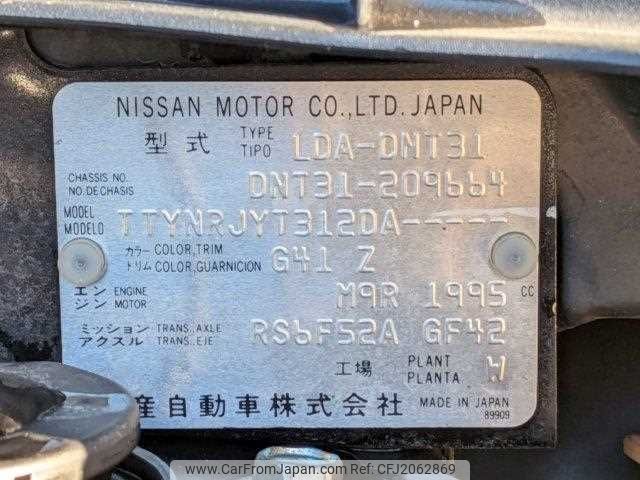 NISSAN MOTOR CO.,LTD. JAPAN
型式 TYPE TIPO LDA-DNT31
CHASSIS NO. NO.DE CHASIS DNT31-209664
MODEL MODELO TTYNRJYT312DA-----
カラー COLOR,TRIM トリム COLOR,GUARNICION G41 Z
エン ENGINE ジン MOTOR M9R 1995 CC
ミッション TRANS.,AXLE アクスル TRANS.,EJE RS6F52A GF42
工場 PLANT PLANTA W
産自動車株式会社 MADE IN JAPAN
89909
www.CarFromJapan.com - CFJ2062869